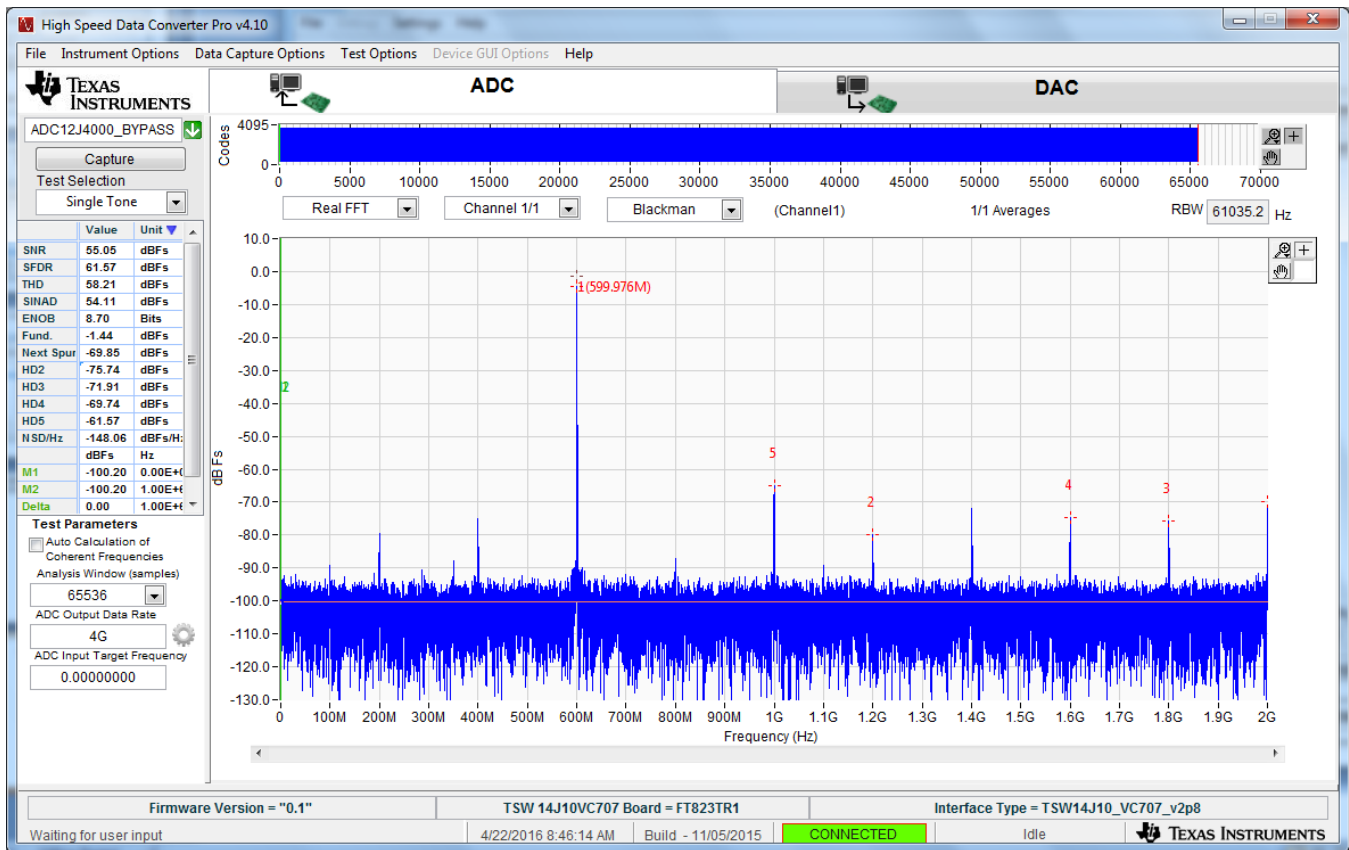 High Speed Data Converter Pro v4.10
File Instrument Options Data Capture Options Test Options Device GUI Options Help
TEXAS INSTRUMENTS
ADC
DAC
ADC12J4000_BYPASS
Capture
Test Selection
Single Tone
Value Unit
SNR 55.05 dBFs
SFDR 61.57 dBFs
THD 58.21 dBFs
SINAD 54.11 dBFs
ENOB 8.70 Bits
Fund. -1.44 dBFs
Next Spur -69.85 dBFs
HD2 -75.74 dBFs
HD3 -71.91 dBFs
HD4 -69.74 dBFs
HD5 -61.57 dBFs
NSD/Hz -148.06 dBFs/Hz
dBFs Hz
M1 -100.20 0.00E+0
M2 -100.20 1.00E+6
Delta 0.00 1.00E+6
Test Parameters
Auto Calculation of
Coherent Frequencies
Analysis Window (samples)
65536
ADC Output Data Rate
4G
ADC Input Target Frequency
0.00000000
Codes
4095
0
0 5000 10000 15000 20000 25000 30000 35000 40000 45000 50000 55000 60000 65000 70000
Real FFT Channel 1/1 Blackman (Channel1) 1/1 Averages RBW 61035.2 Hz
dBFs
10.0
0.0
-10.0
-20.0
-30.0
-40.0
-50.0
-60.0
-70.0
-80.0
-90.0
-100.0
-110.0
-120.0
-130.0
1(599.976M)
5
2
4
3
0 100M 200M 300M 400M 500M 600M 700M 800M 900M 1G 1.1G 1.2G 1.3G 1.4G 1.5G 1.6G 1.7G 1.8G 1.9G 2G
Frequency (Hz)
Firmware Version = "0.1" TSW 14J10VC707 Board = FT823TR1 Interface Type = TSW14J10_VC707_v2p8
Waiting for user input 4/22/2016 8:46:14 AM Build - 11/05/2015 CONNECTED Idle TEXAS INSTRUMENTS